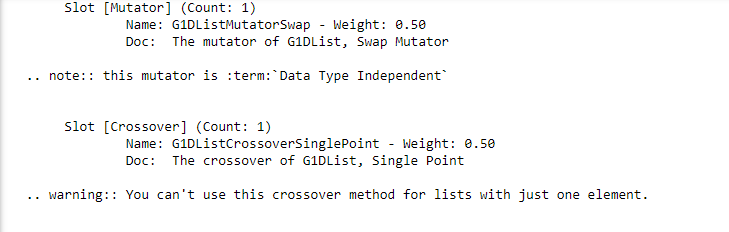 Slot [Mutator] (Count: 1)
Name: G1DListMutatorSwap - Weight: 0.50
Doc: The mutator of G1DList, Swap Mutator
.. note:: this mutator is :term:`Data Type Independent`
Slot [Crossover] (Count: 1)
Name: G1DListCrossoverSinglePoint - Weight: 0.50
Doc: The crossover of G1DList, Single Point
.. warning:: You can't use this crossover method for lists with just one element.